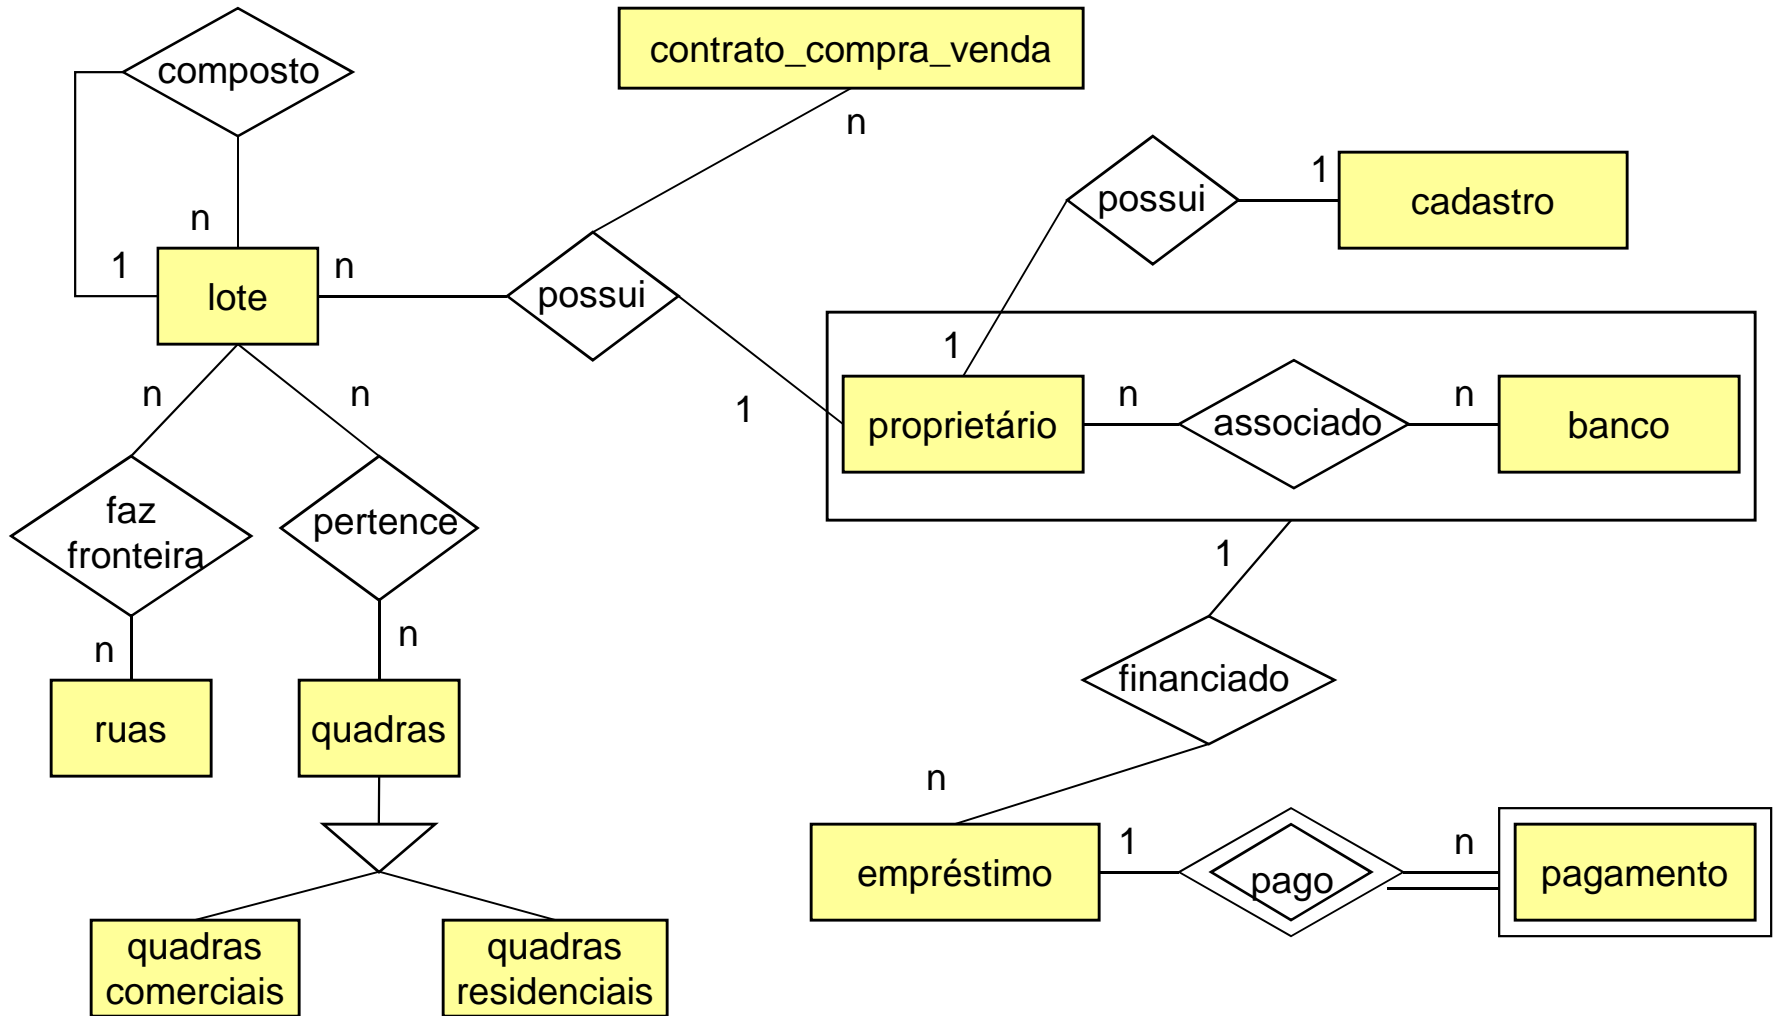 contrato_compra_venda
composto
n
possui
1
cadastro
n
1
n
lote
possui
1
n
n
1
proprietário
n
associado
n
banco
faz
fronteira
pertence
1
n
n
financiado
ruas
quadras
n
empréstimo
1
pago
n
pagamento
quadras
comerciais
quadras
residenciais